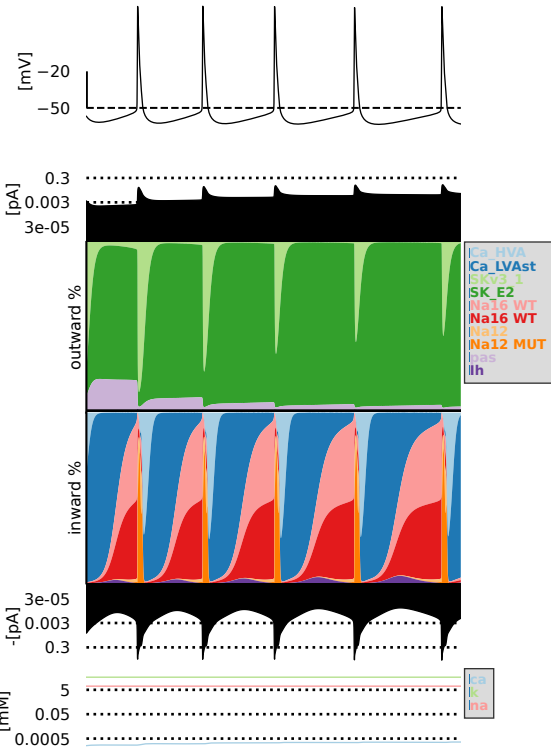 [mV]
−20
−50
[pA]
0.3
0.003
3e-05
outward %
Ca_HVA
Ca_LVAst
SKv3_1
SK_E2
Na16 WT
Na16 WT
Na12
Na12 MUT
pas
Ih
inward %
-[pA]
3e-05
0.003
0.3
[mM]
5
0.05
0.0005
ca
k
na